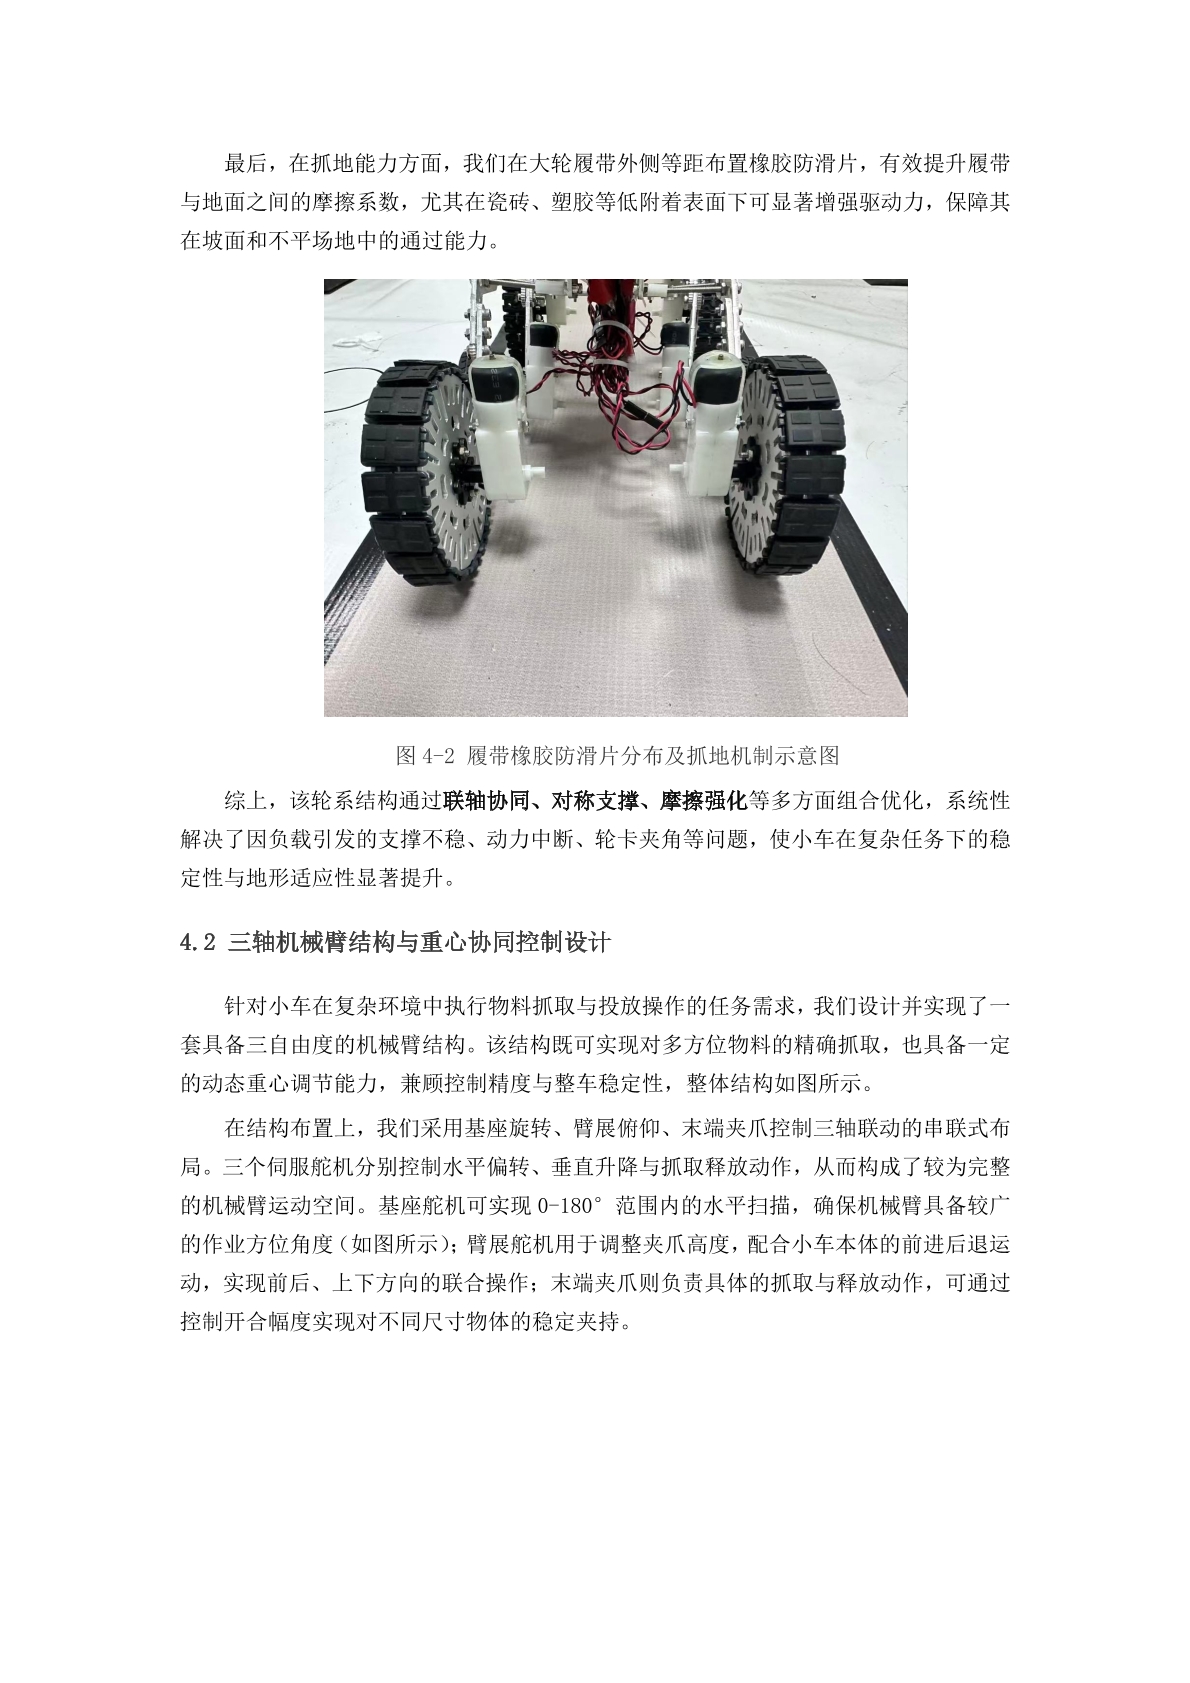 最后，在抓地能力方面，我们在大轮履带外侧等距布置橡胶防滑片，有效提升履带
与地面之间的摩擦系数，尤其在瓷砖、塑胶等低附着表面下可显著增强驱动力，保障其
在坡面和不平场地中的通过能力。
图 4-2 履带橡胶防滑片分布及抓地机制示意图
综上，该轮系结构通过联轴协同、对称支撑、摩擦强化等多方面组合优化，系统性
解决了因负载引发的支撑不稳、动力中断、轮卡夹角等问题，使小车在复杂任务下的稳
定性与地形适应性显著提升。
4.2 三轴机械臂结构与重心协同控制设计
针对小车在复杂环境中执行物料抓取与投放操作的任务需求，我们设计并实现了一
套具备三自由度的机械臂结构。该结构既可实现对多方位物料的精确抓取，也具备一定
的动态重心调节能力，兼顾控制精度与整车稳定性，整体结构如图所示。
在结构布置上，我们采用基座旋转、臂展俯仰、末端夹爪控制三轴联动的串联式布
局。三个伺服舵机分别控制水平偏转、垂直升降与抓取释放动作，从而构成了较为完整
的机械臂运动空间。基座舵机可实现 0-180° 范围内的水平扫描，确保机械臂具备较广
的作业方位角度（如图所示）；臂展舵机用于调整夹爪高度，配合小车本体的前进后退运
动，实现前后、上下方向的联合操作；末端夹爪则负责具体的抓取与释放动作，可通过
控制开合幅度实现对不同尺寸物体的稳定夹持。